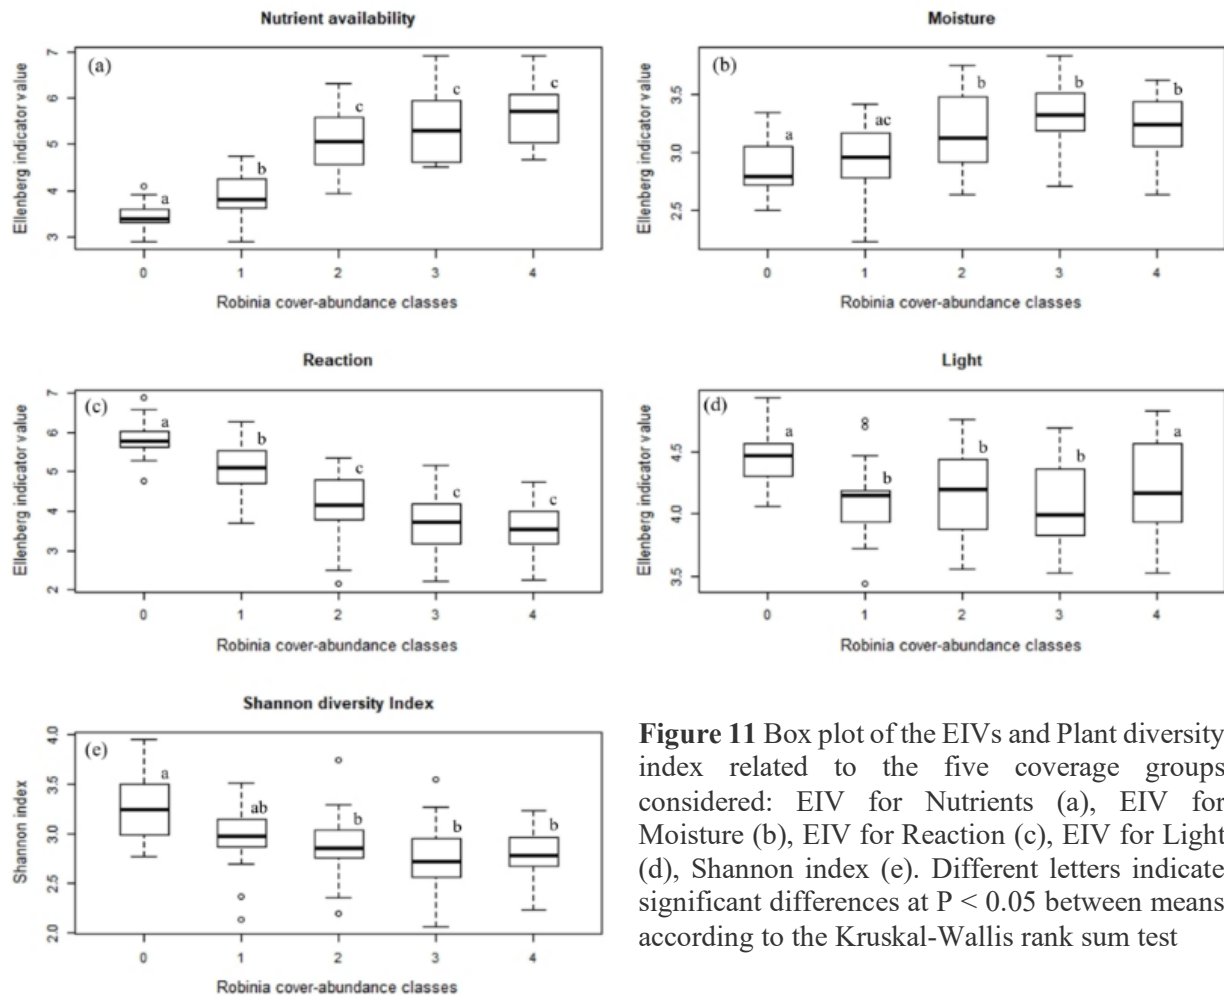 Nutrient availability
(a)
Ellenberg indicator value
7
6
5
4
3
a
b
c
c
c
0 1 2 3 4
Robinia cover-abundance classes
Moisture
(b)
Ellenberg indicator value
3.5
3.0
2.5
a
ac
b
b
b
0 1 2 3 4
Robinia cover-abundance classes
Reaction
(c)
Ellenberg indicator value
7
6
5
4
3
2
a
b
c
c
c
0 1 2 3 4
Robinia cover-abundance classes
Light
(d)
Ellenberg indicator value
4.5
4.0
3.5
a
b
b
b
a
0 1 2 3 4
Robinia cover-abundance classes
Shannon diversity Index
(e)
Shannon index
4.0
3.5
3.0
2.5
2.0
a
ab
b
b
b
0 1 2 3 4
Robinia cover-abundance classes
Figure 11 Box plot of the EIVs and Plant diversity
index related to the five coverage groups
considered: EIV for Nutrients (a), EIV for
Moisture (b), EIV for Reaction (c), EIV for Light
(d), Shannon index (e). Different letters indicate
significant differences at P < 0.05 between means
according to the Kruskal-Wallis rank sum test